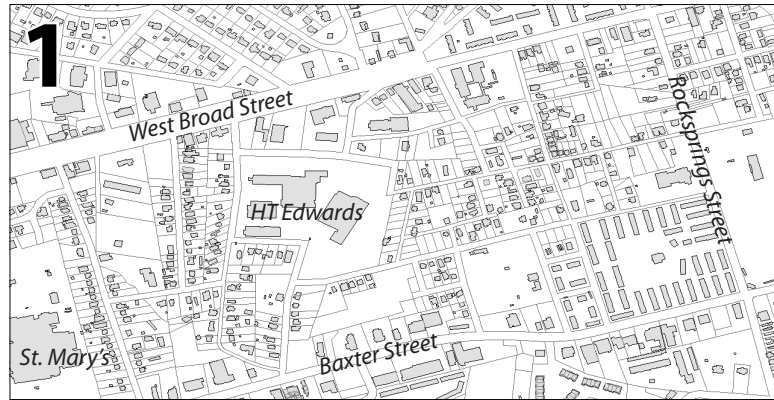 1
West Broad Street
Rocksprings Street
HT Edwards
St. Mary's
Baxter Street